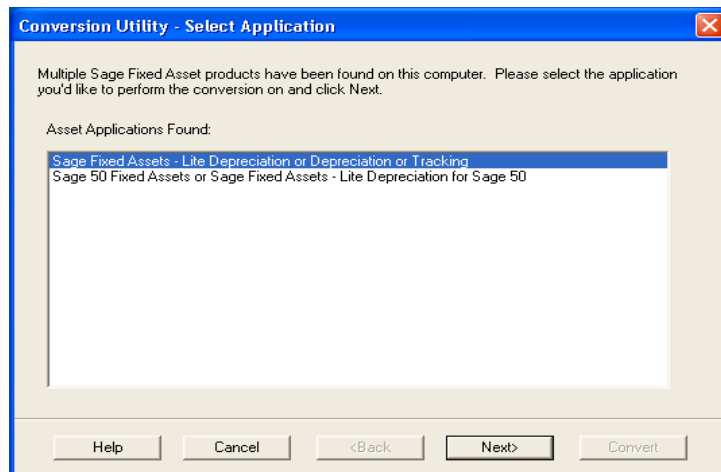 Conversion Utility - Select Application
Multiple Sage Fixed Asset products have been found on this computer. Please select the application
you'd like to perform the conversion on and click Next.
Asset Applications Found:
Sage Fixed Assets - Lite Depreciation or Depreciation or Tracking
Sage 50 Fixed Assets or Sage Fixed Assets - Lite Depreciation for Sage 50
Help Cancel <Back Next> Convert